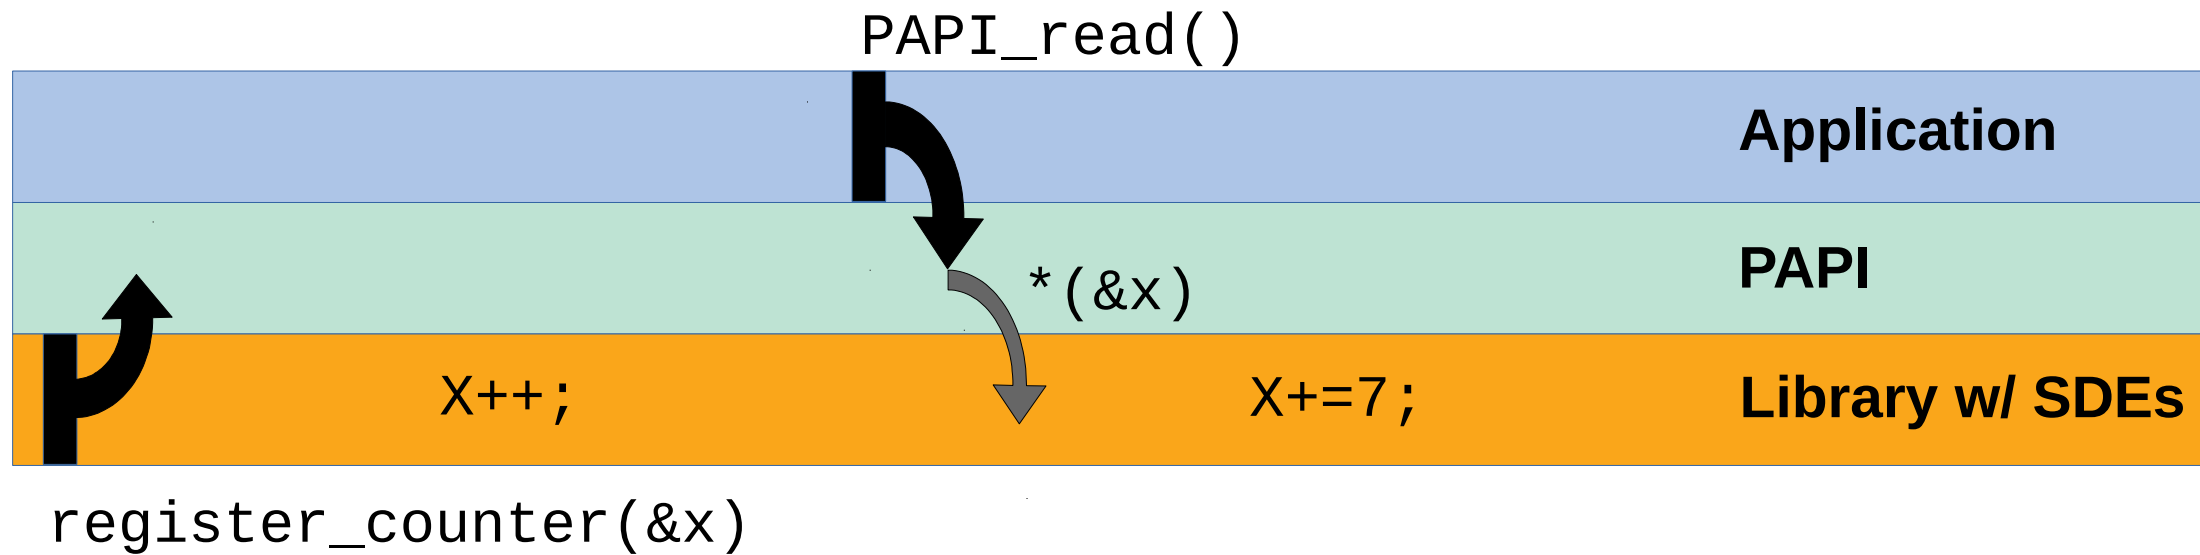 PAPI_read()
Application
PAPI
*(&x)
X++;
X+=7;
Library w/ SDEs
register_counter(&x)